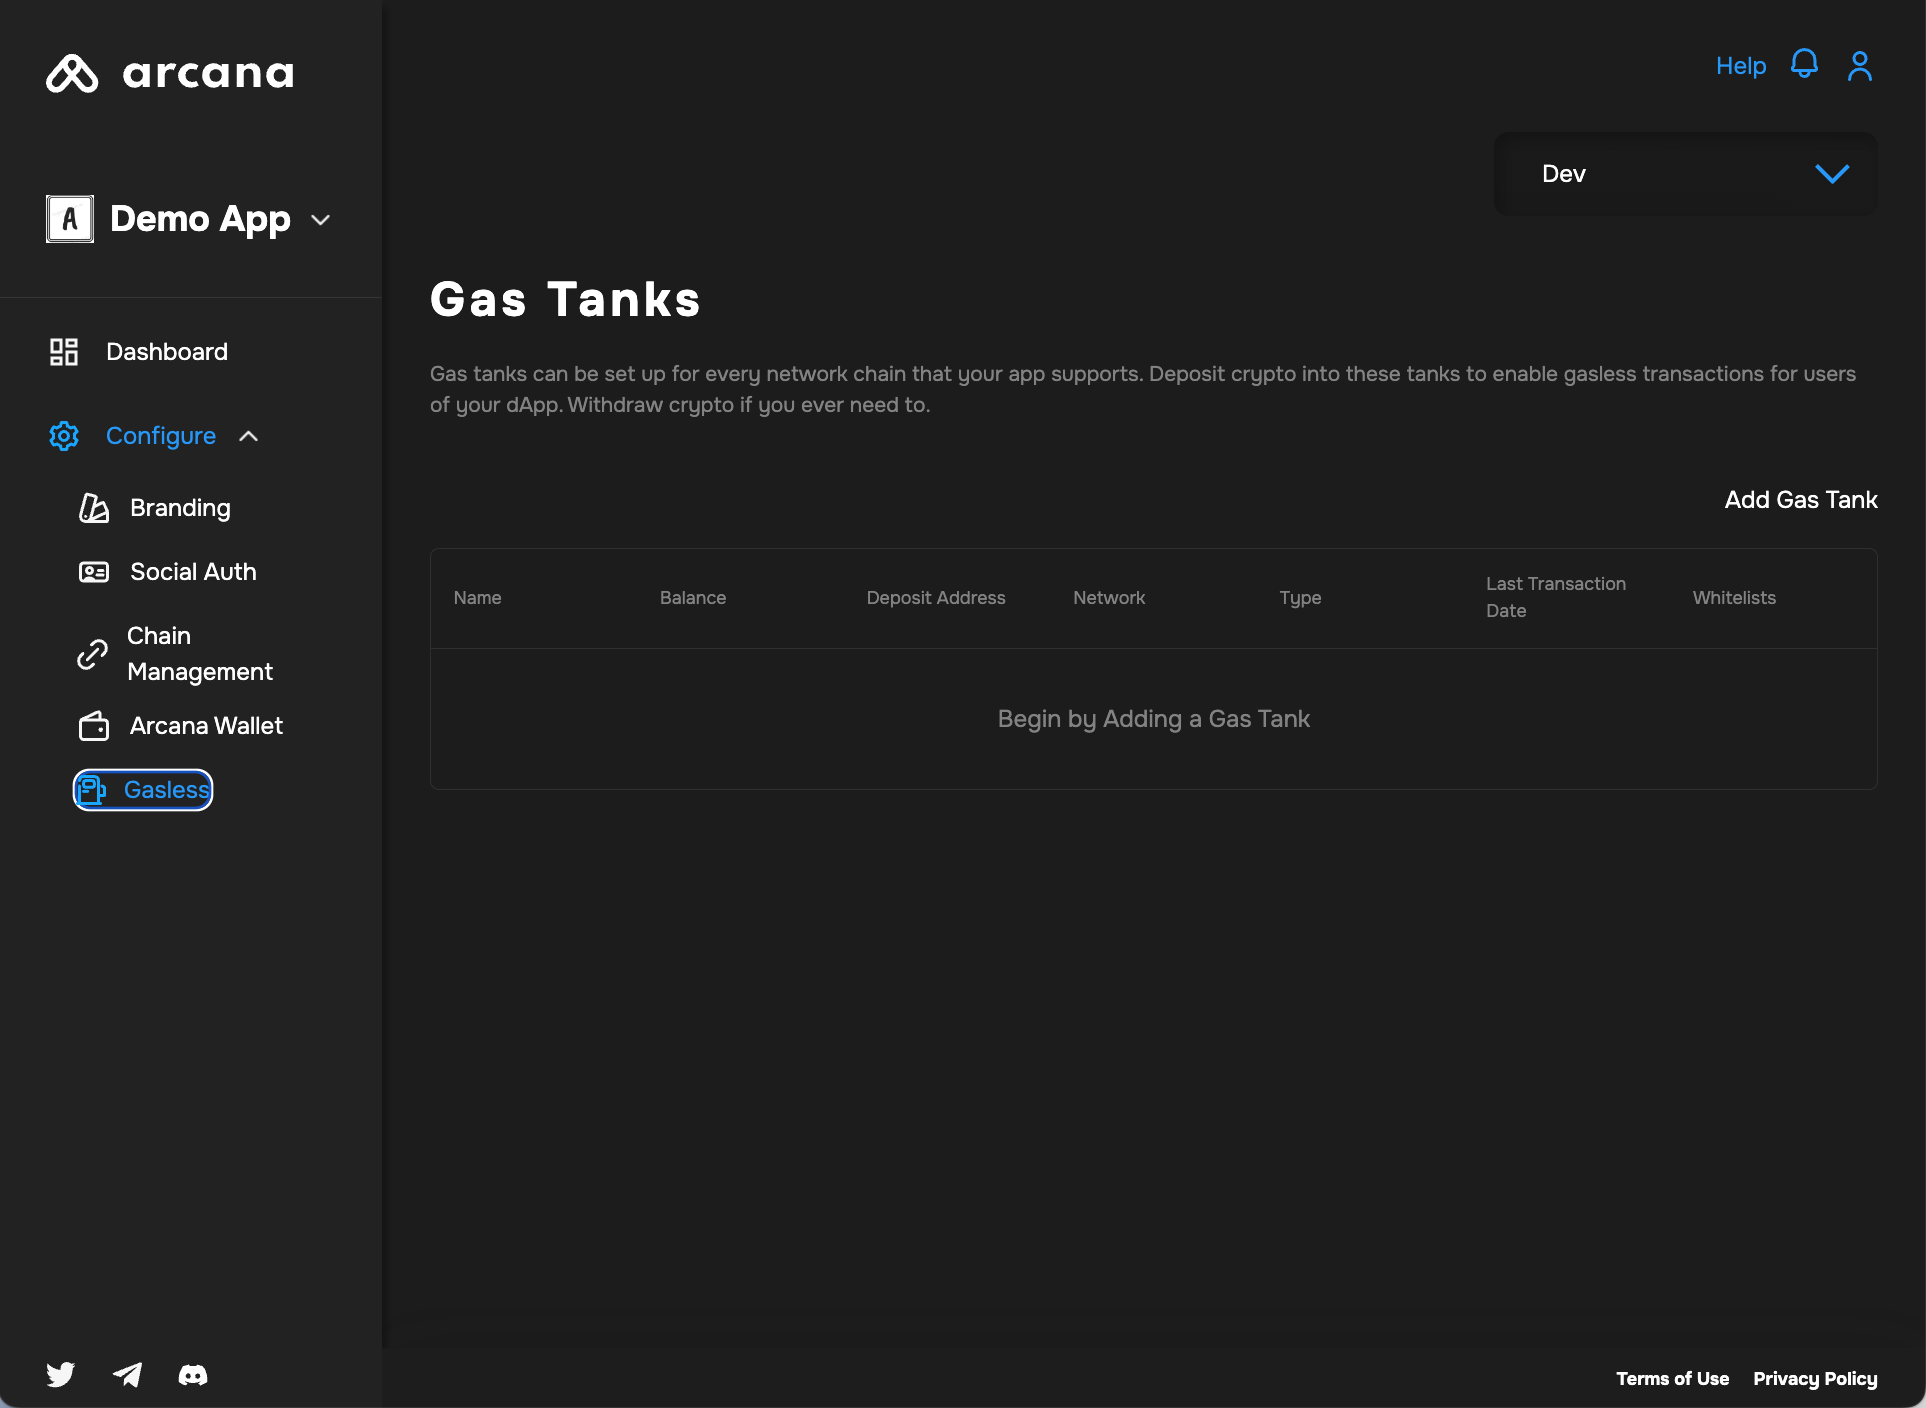 arcana
Help
Dev
A Demo App
Gas Tanks
Dashboard
Gas tanks can be set up for every network chain that your app supports. Deposit crypto into these tanks to enable gasless transactions for users
of your dApp. Withdraw crypto if you ever need to.
Configure
Branding
Add Gas Tank
Social Auth
Name Balance Deposit Address Network Type Last Transaction Date Whitelists
Chain
Management
Begin by Adding a Gas Tank
Arcana Wallet
Gasless
Terms of Use Privacy Policy